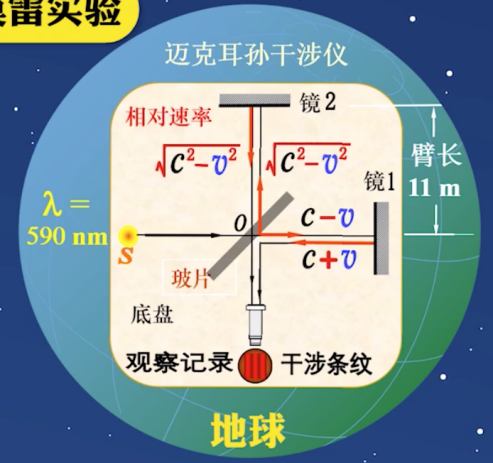 雷实验
迈克耳孙干涉仪
镜2
相对速率
√C²−v² √C²−v²
臂长
11 m
镜1
λ =
590 nm
S
O
C−v
C+v
玻片
底盘
观察记录 干涉条纹
地球